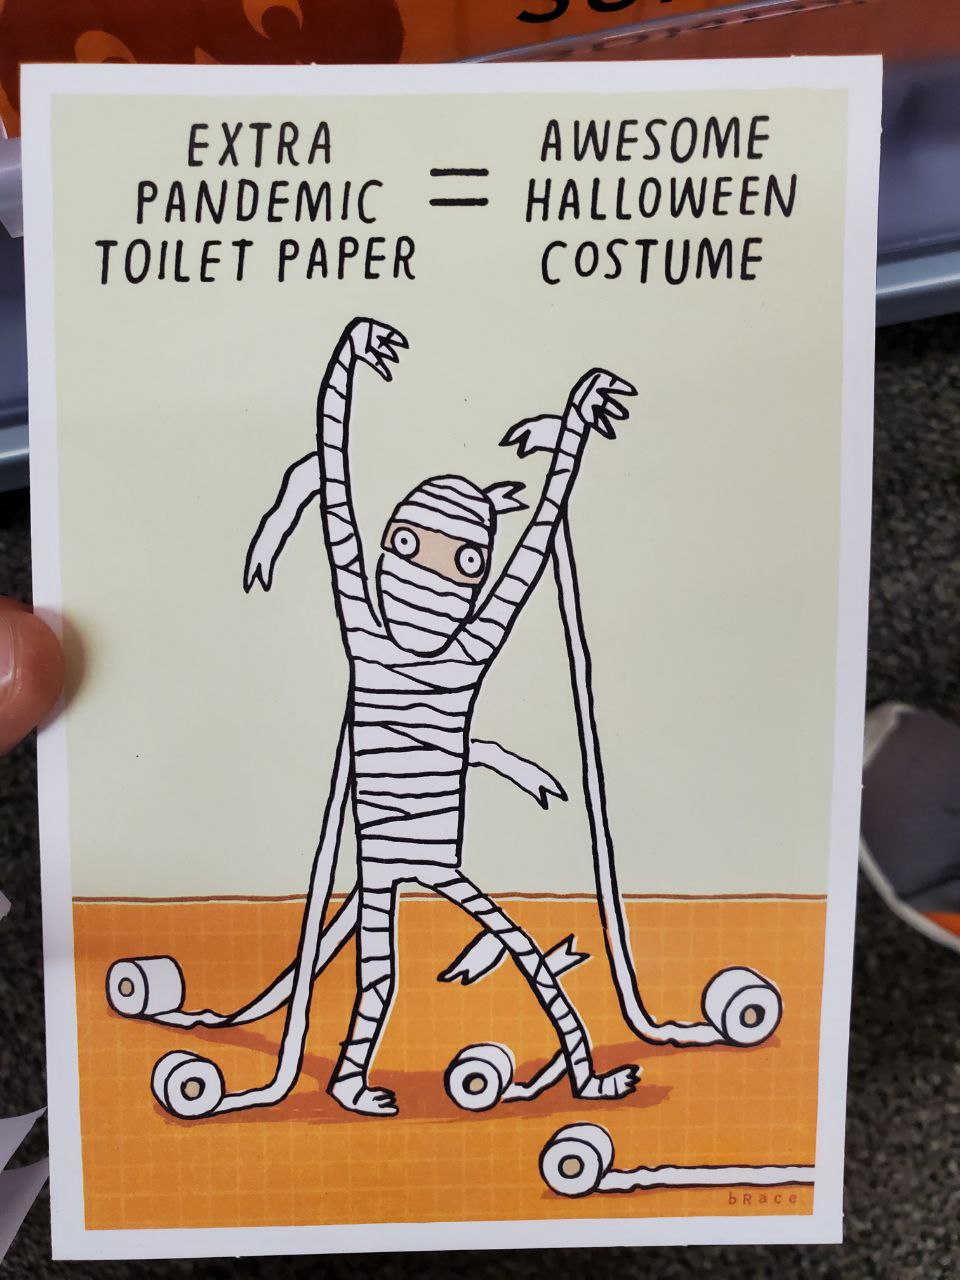 EXTRA
PANDEMIC
TOILET PAPER
=
AWESOME
HALLOWEEN
COSTUME
bRace